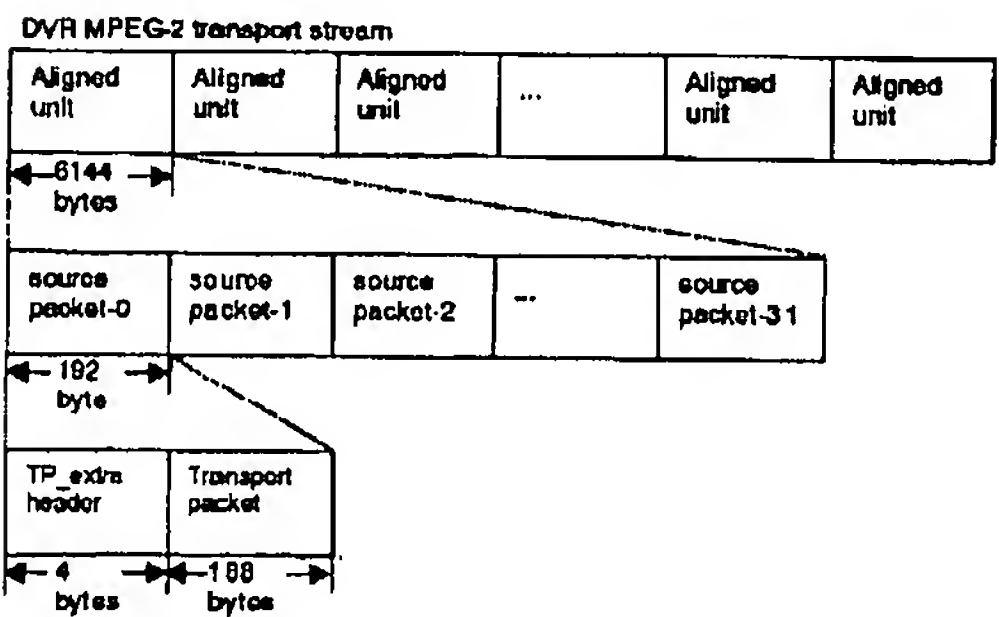 DVR MPEG-2 transport stream
Aligned unit
Aligned unit
Aligned unit
...
Aligned unit
Aligned unit
6144 bytes
source packet-0
source packet-1
source packet-2
...
source packet-31
192 byte
TP_extra header
Transport packet
4 bytes
188 bytes